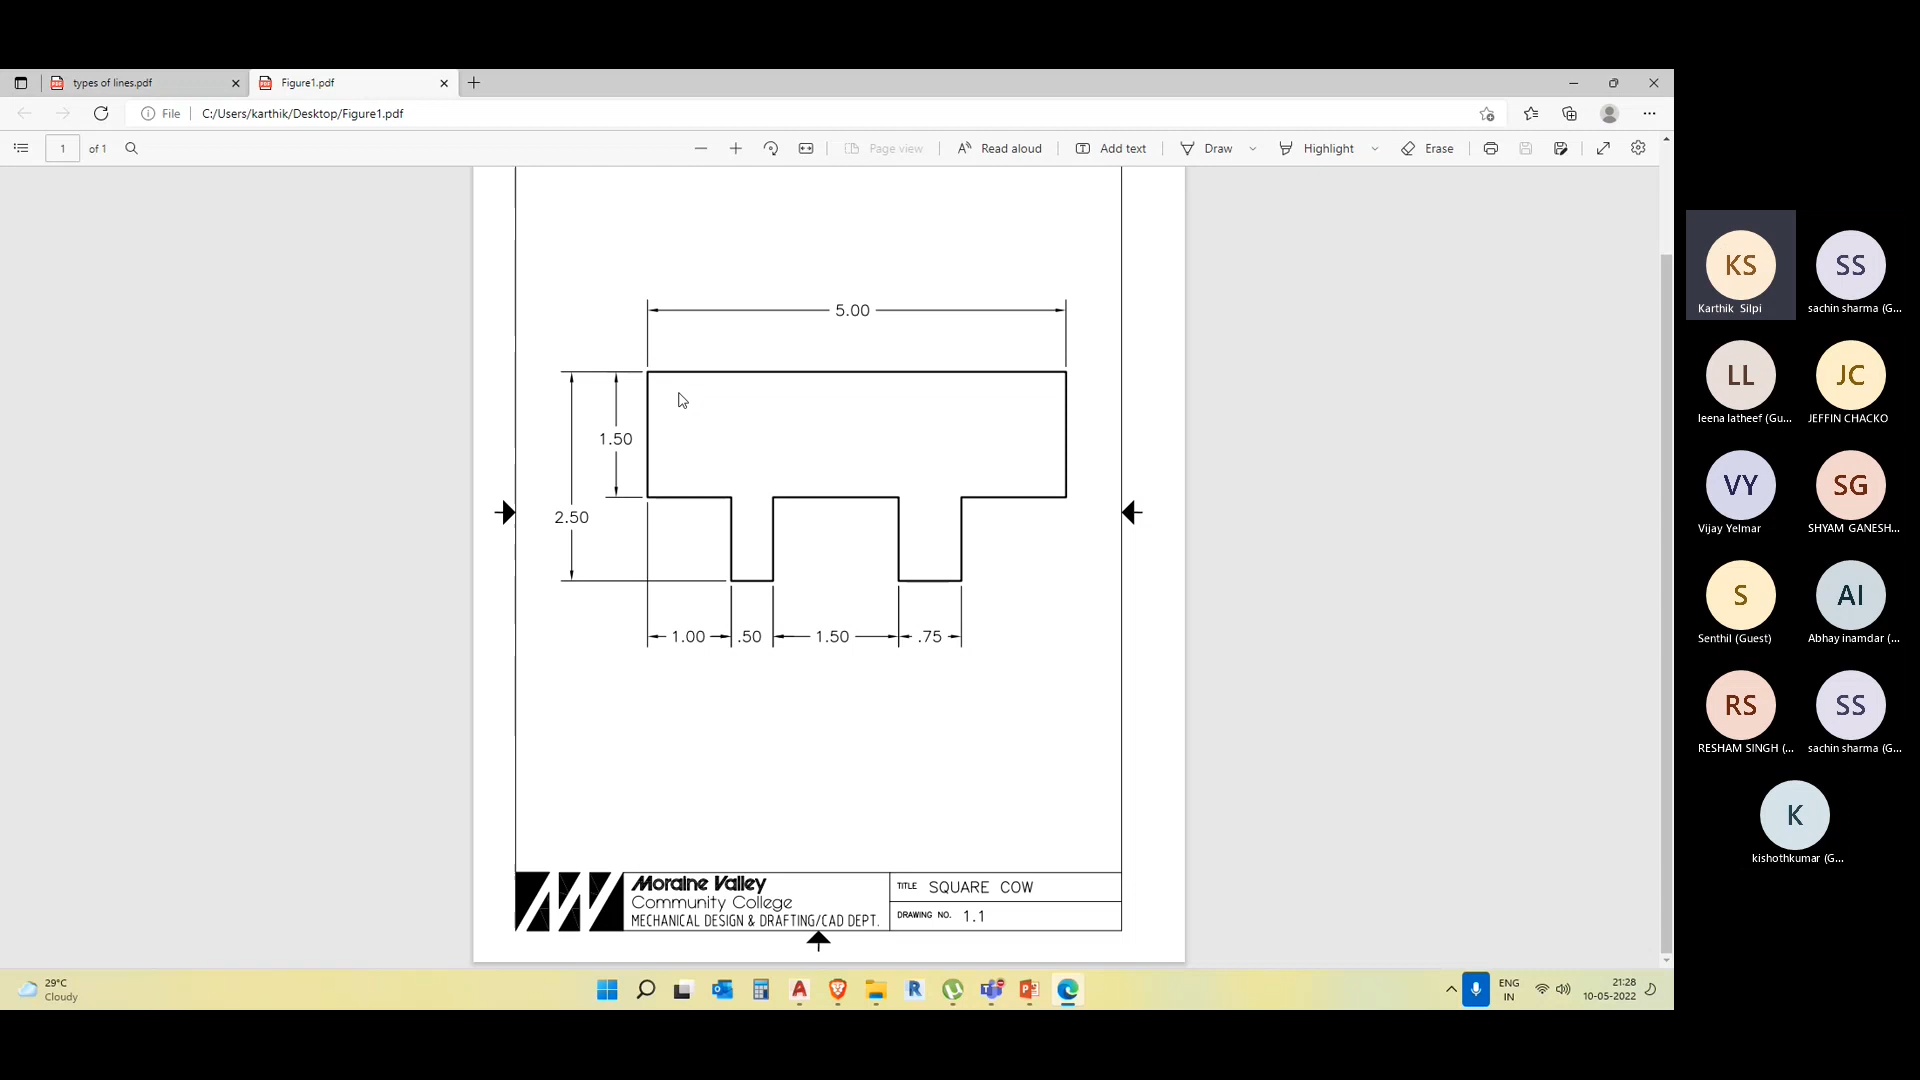 types of lines.pdf
Figure1.pdf
File
C:/Users/karthik/Desktop/Figure1.pdf
1
of 1
Page view
Read aloud
Add text
Draw
Highlight
Erase
5.00
1.50
2.50
1.00
.50
1.50
.75
Moraine Valley
Community College
MECHANICAL DESIGN & DRAFTING/CAD DEPT.
TITLE SQUARE COW
DRAWING NO. 1.1
KS
Karthik Silpi
SS
sachin sharma (G...
LL
leena latheef (Gu...
JC
JEFFIN CHACKO
VY
Vijay Yelmar
SG
SHYAM GANESH...
S
Senthil (Guest)
AI
Abhay inamdar (...
RS
RESHAM SINGH (...
SS
sachin sharma (G...
K
kishothkumar (G...
29°C
Cloudy
ENG
IN
21:28
10-05-2022